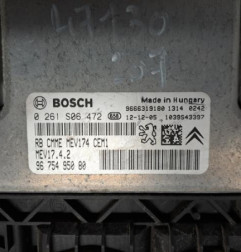 BOSCH
Made in Hungary
9666319180 1314 0242
0 261 S06 472
12-12-05 1039S43397
RB CMME MEV174 CEM1
MEV17.4.2
96 754 950 80